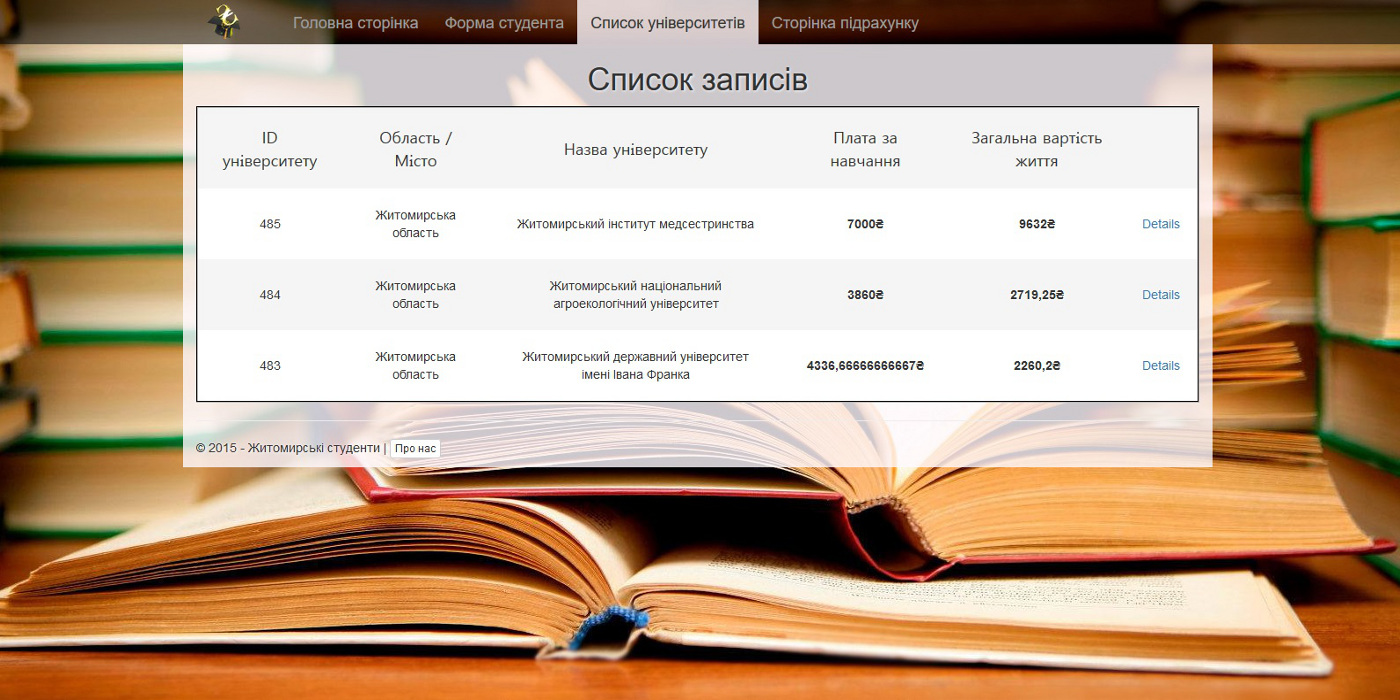 Головна сторінка Форма студента Список університетів Сторінка підрахунку
Список записів
ID університету Область / Місто Назва університету Плата за навчання Загальна вартість життя
485 Житомирська область Житомирський інститут медсестринства 7000₴ 9632₴ Details
484 Житомирська область Житомирський національний агроекологічний університет 3860₴ 2719,25₴ Details
483 Житомирська область Житомирський державний університет імені Івана Франка 4336,66666666667₴ 2260,2₴ Details
© 2015 - Житомирські студенти | Про нас